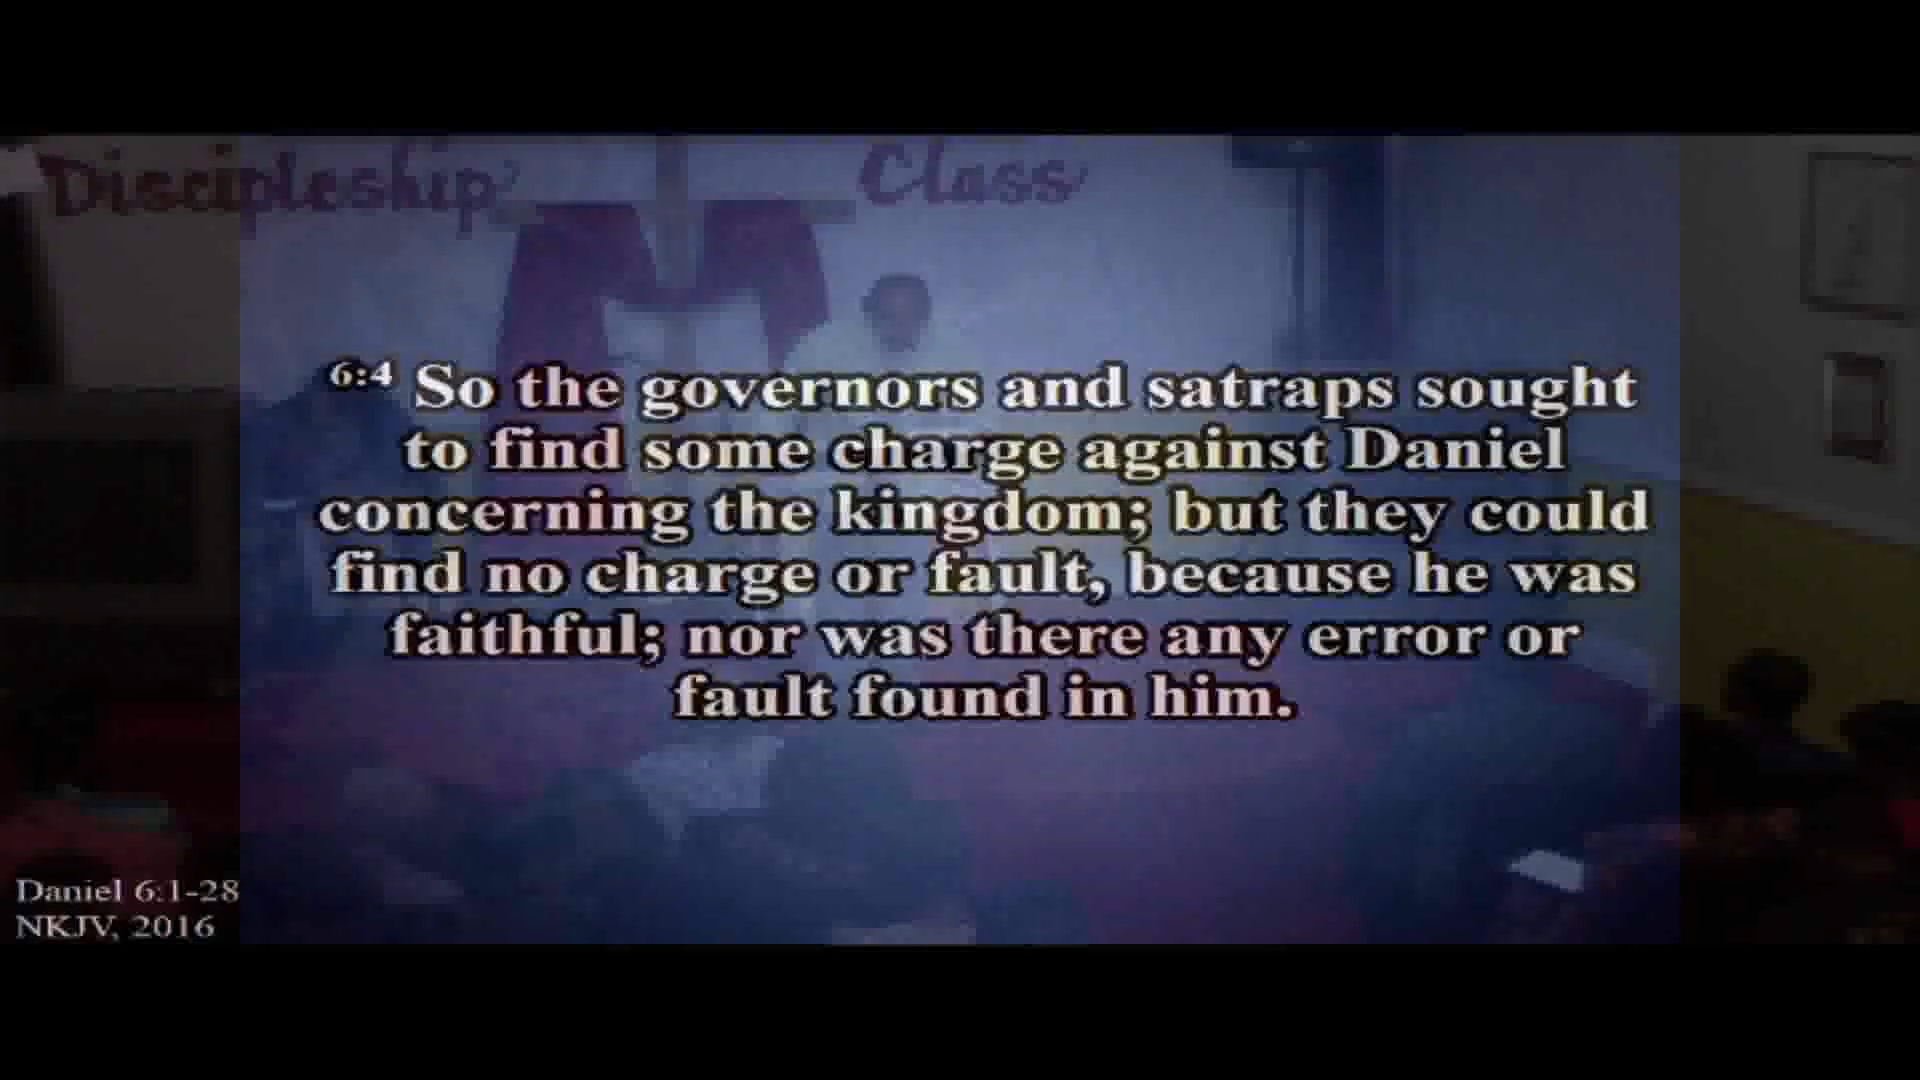 Discipleship Class
6:4 So the governors and satraps sought
to find some charge against Daniel
concerning the kingdom; but they could
find no charge or fault, because he was
faithful; nor was there any error or
fault found in him.
Daniel 6:1-28
NKJV, 2016